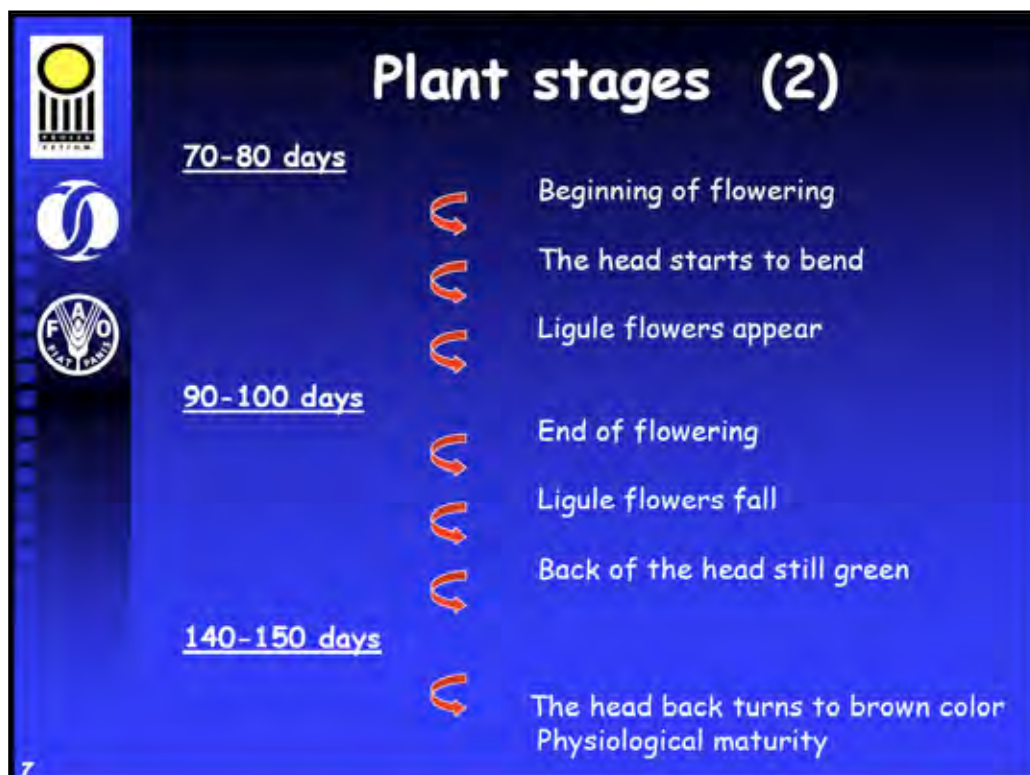 Plant stages (2)
70-80 days
Beginning of flowering
The head starts to bend
Ligule flowers appear
90-100 days
End of flowering
Ligule flowers fall
Back of the head still green
140-150 days
The head back turns to brown color
Physiological maturity
F A O
FIAT PANIS
7